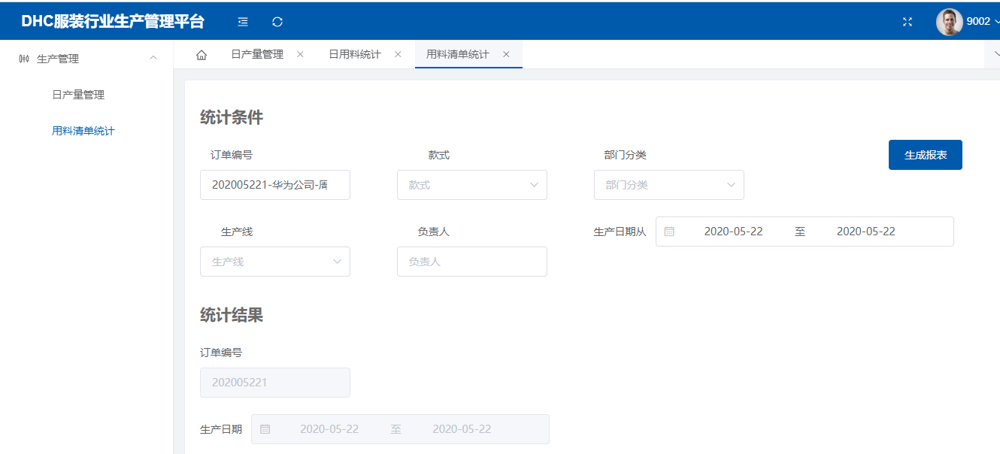 DHC服装行业生产管理平台
9002
生产管理
日产量管理
日用料统计
用料清单统计
日产量管理
用料清单统计
统计条件
订单编号
款式
部门分类
生成报表
202005221-华为公司-周
款式
部门分类
生产线
负责人
生产日期从
2020-05-22
至
2020-05-22
生产线
负责人
统计结果
订单编号
202005221
生产日期
2020-05-22
至
2020-05-22